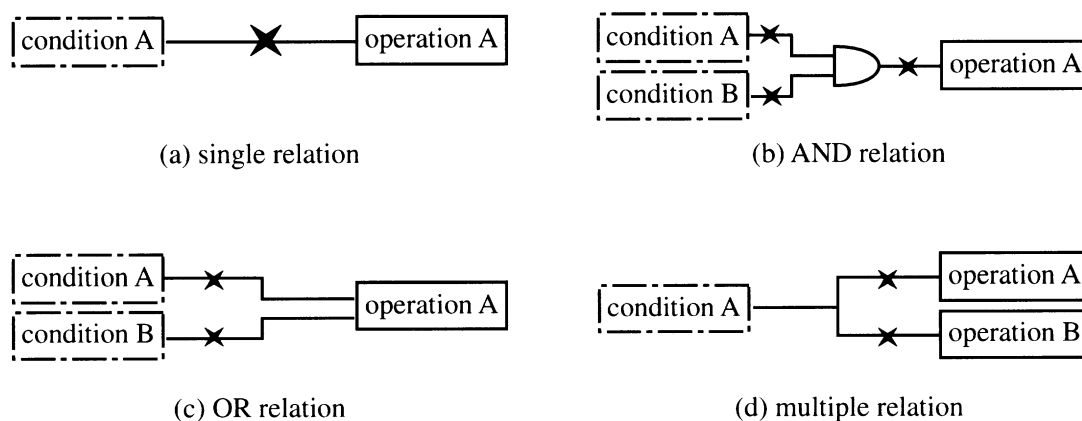 condition A
operation A
(a) single relation
condition A
condition B
operation A
(b) AND relation
condition A
condition B
operation A
(c) OR relation
condition A
operation A
operation B
(d) multiple relation